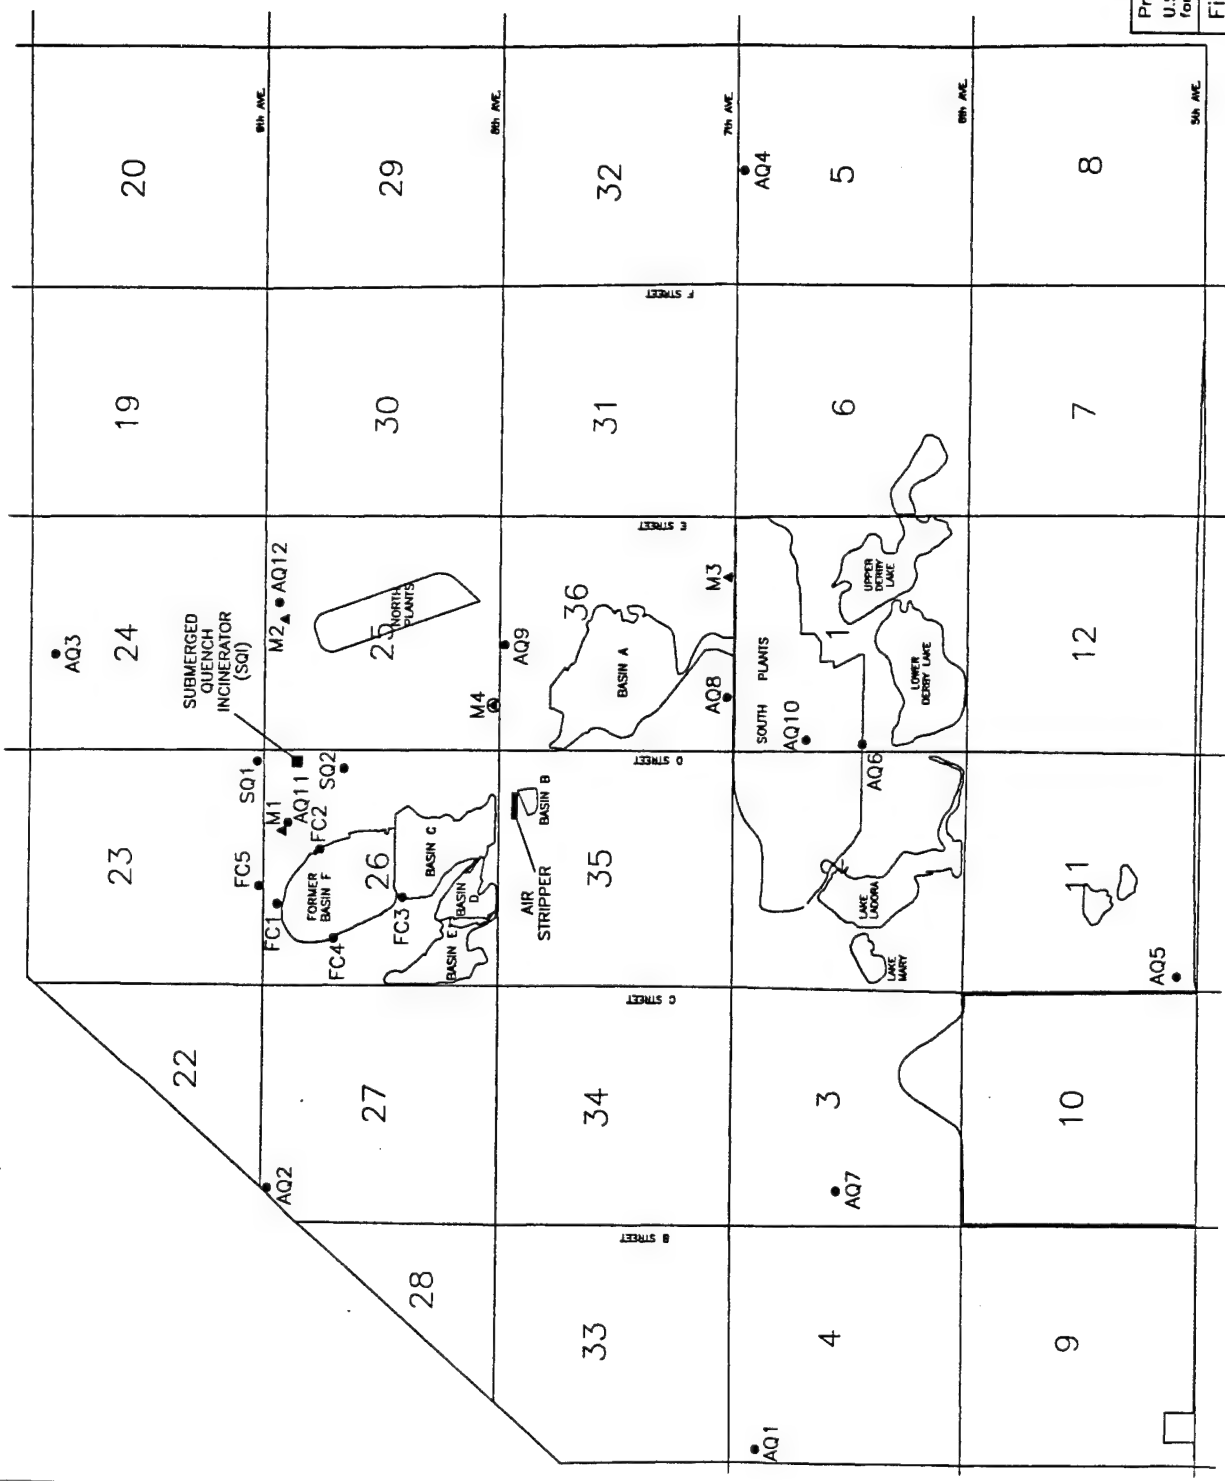 22
23
24
19
20
AQ3
SUBMERGED
QUENCH
INCINERATOR
(SQI)
9th AVE.
AQ2
FC5
SQ1
FC1
M1
AQ11
M2
AQ12
FC2
SQ2
FC4
FORMER
BASIN F
28
27
26
25
30
29
NORTH
PLANTS
FC3
BASIN C
BASIN
D
BASIN E
M4
8th AVE.
AQ9
AIR
STRIPPER
BASIN B
33
34
35
36
31
32
BASIN A
B STREET
C STREET
D STREET
E STREET
F STREET
AQ8
M3
7th AVE.
AQ1
AQ4
SOUTH PLANTS
AQ10
4
3
1
6
5
AQ7
AQ6
LAKE
LADORA
LAKE
MARY
UPPER
DERBY
LAKE
LOWER
DERBY LAKE
6th AVE.
9
10
11
12
7
8
AQ5
5th AVE.
Pr
U.S
for
Fi